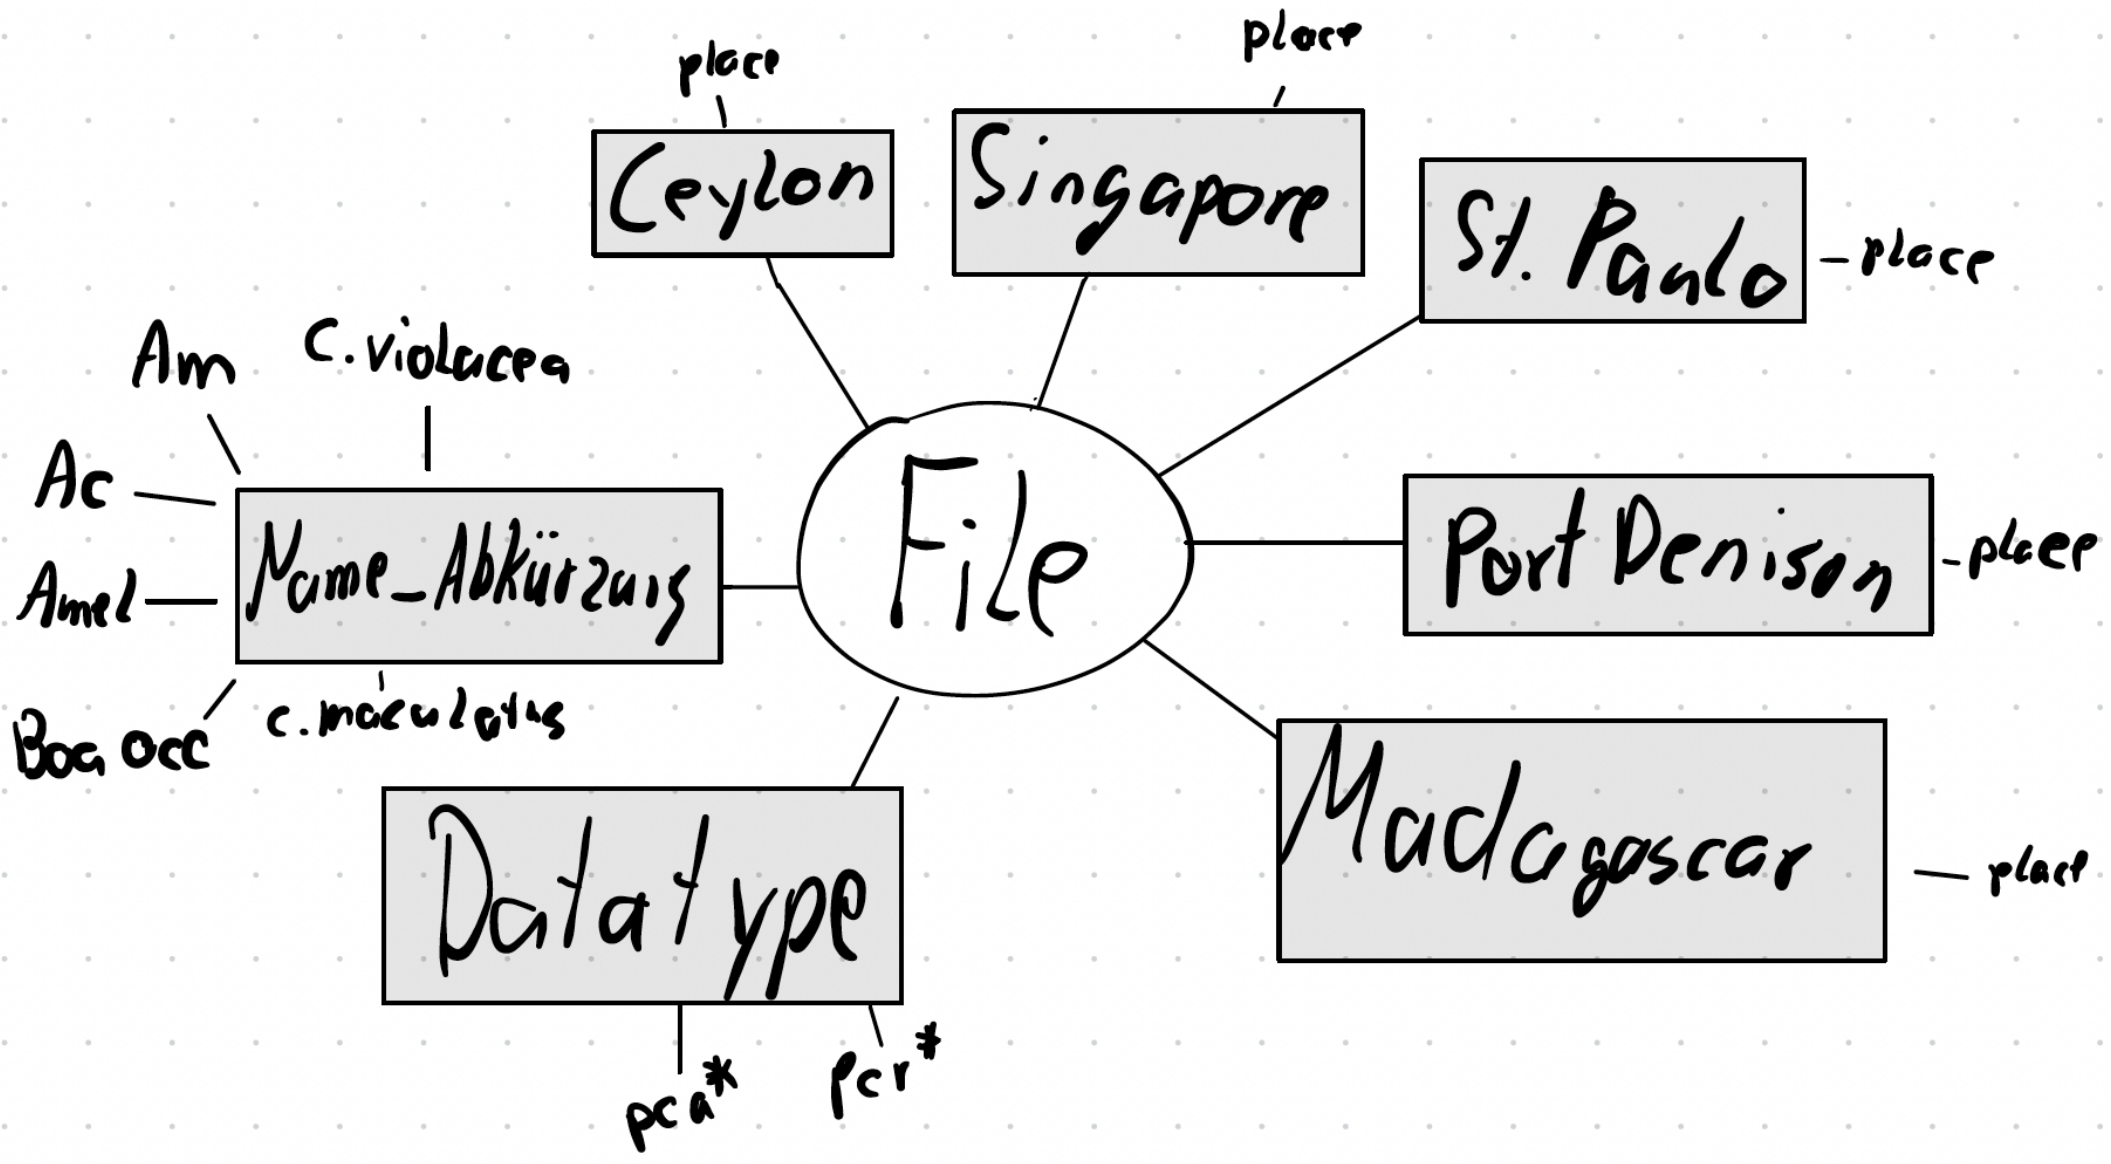 place
place
Ceylon
Singapore
St. Paulo
place
Am
C. violacea
Ac
Name_Abkürzung
File
Port Denison
place
Amel
Boa occ
c. maculatus
Datatype
Madagascar
place
pca*
pcr*